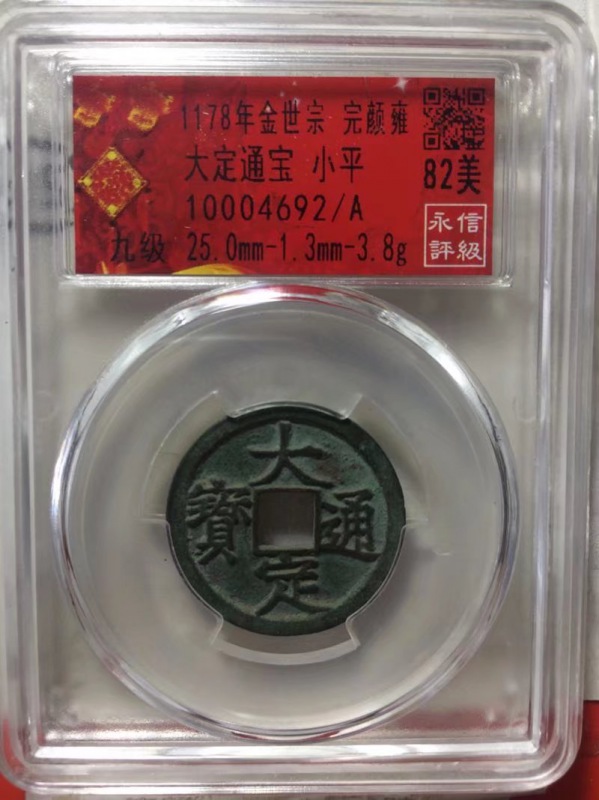 1178年金世宗 完颜雍
大定通宝 小平
82美
10004692/A
九级 25.0mm-1.3mm-3.8g
永信
評級
大
寶 通
定